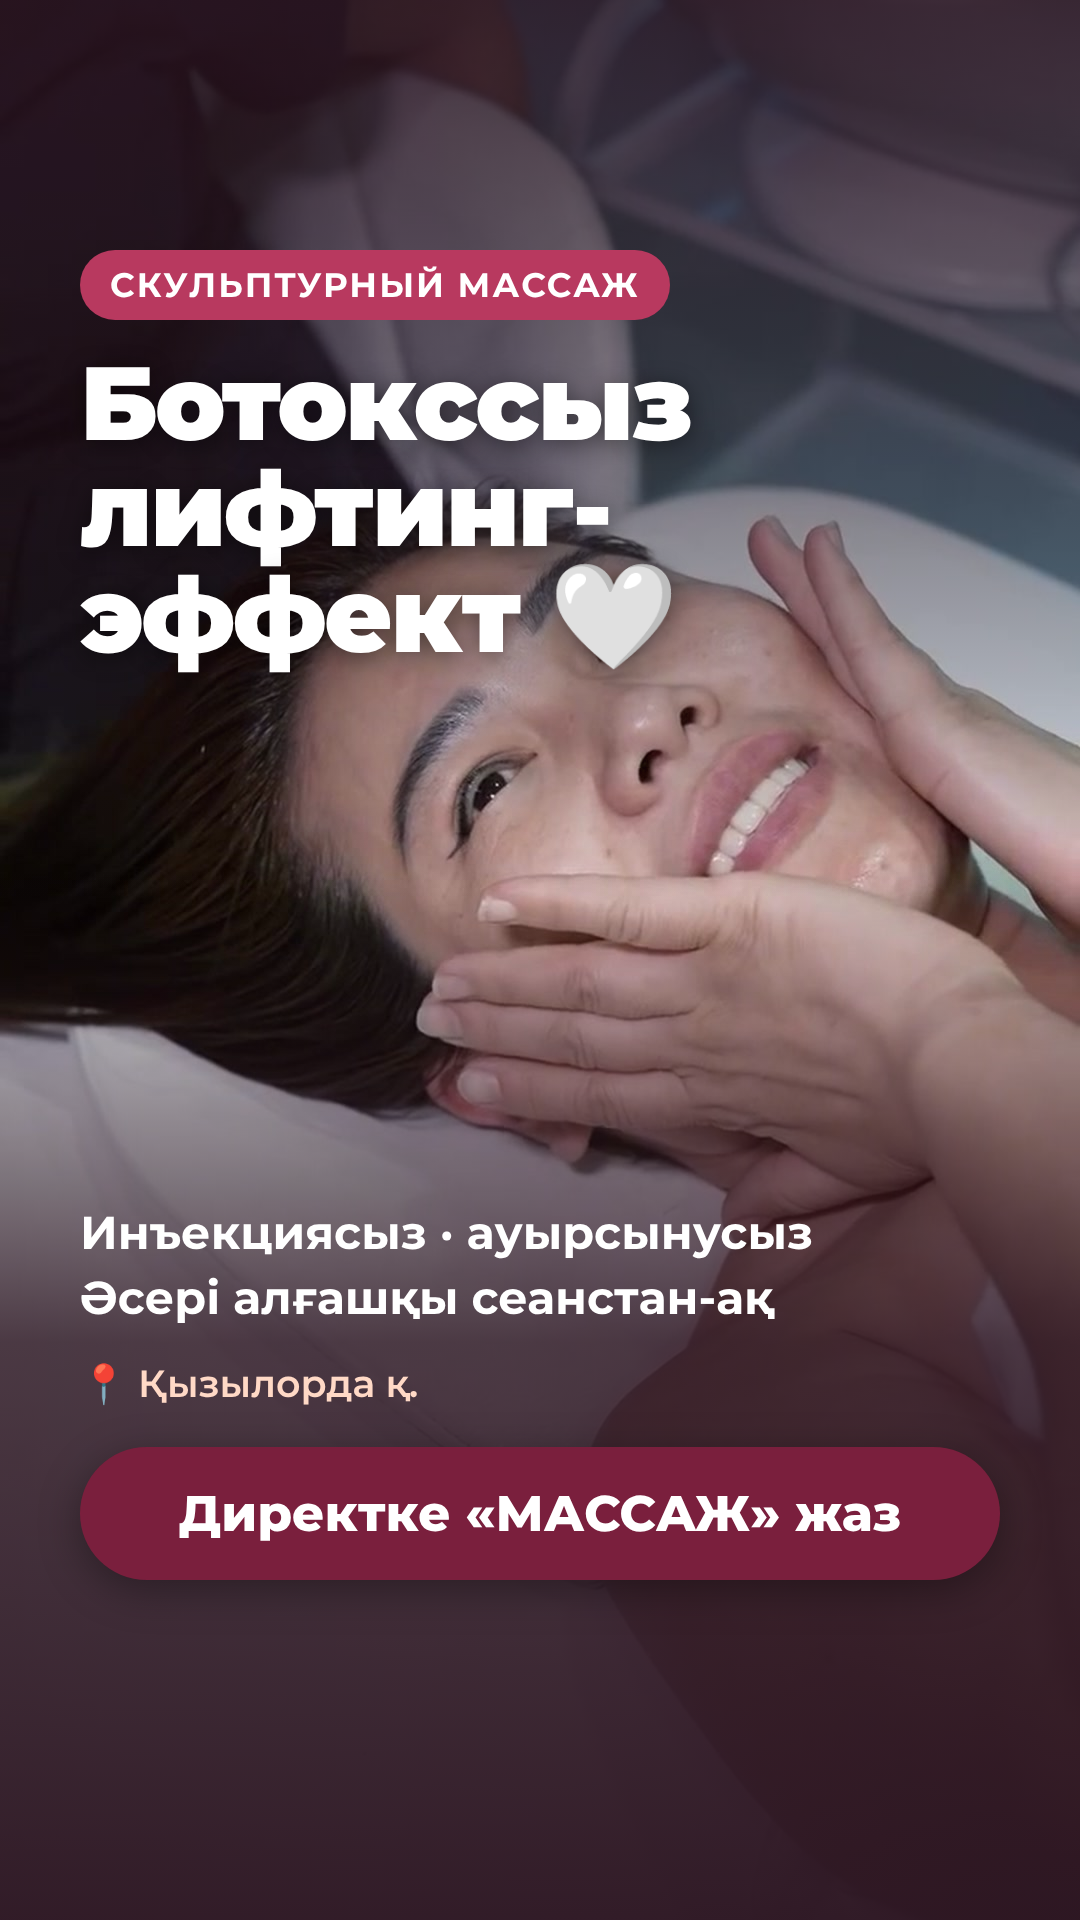 СКУЛЬПТУРНЫЙ МАССАЖ
Ботокссыз
лифтинг-
эффект 🤍
Инъекциясыз · ауырсынусыз
Әсері алғашқы сеанстан-ақ
📍 Қызылорда қ.
Директке «МАССАЖ» жаз